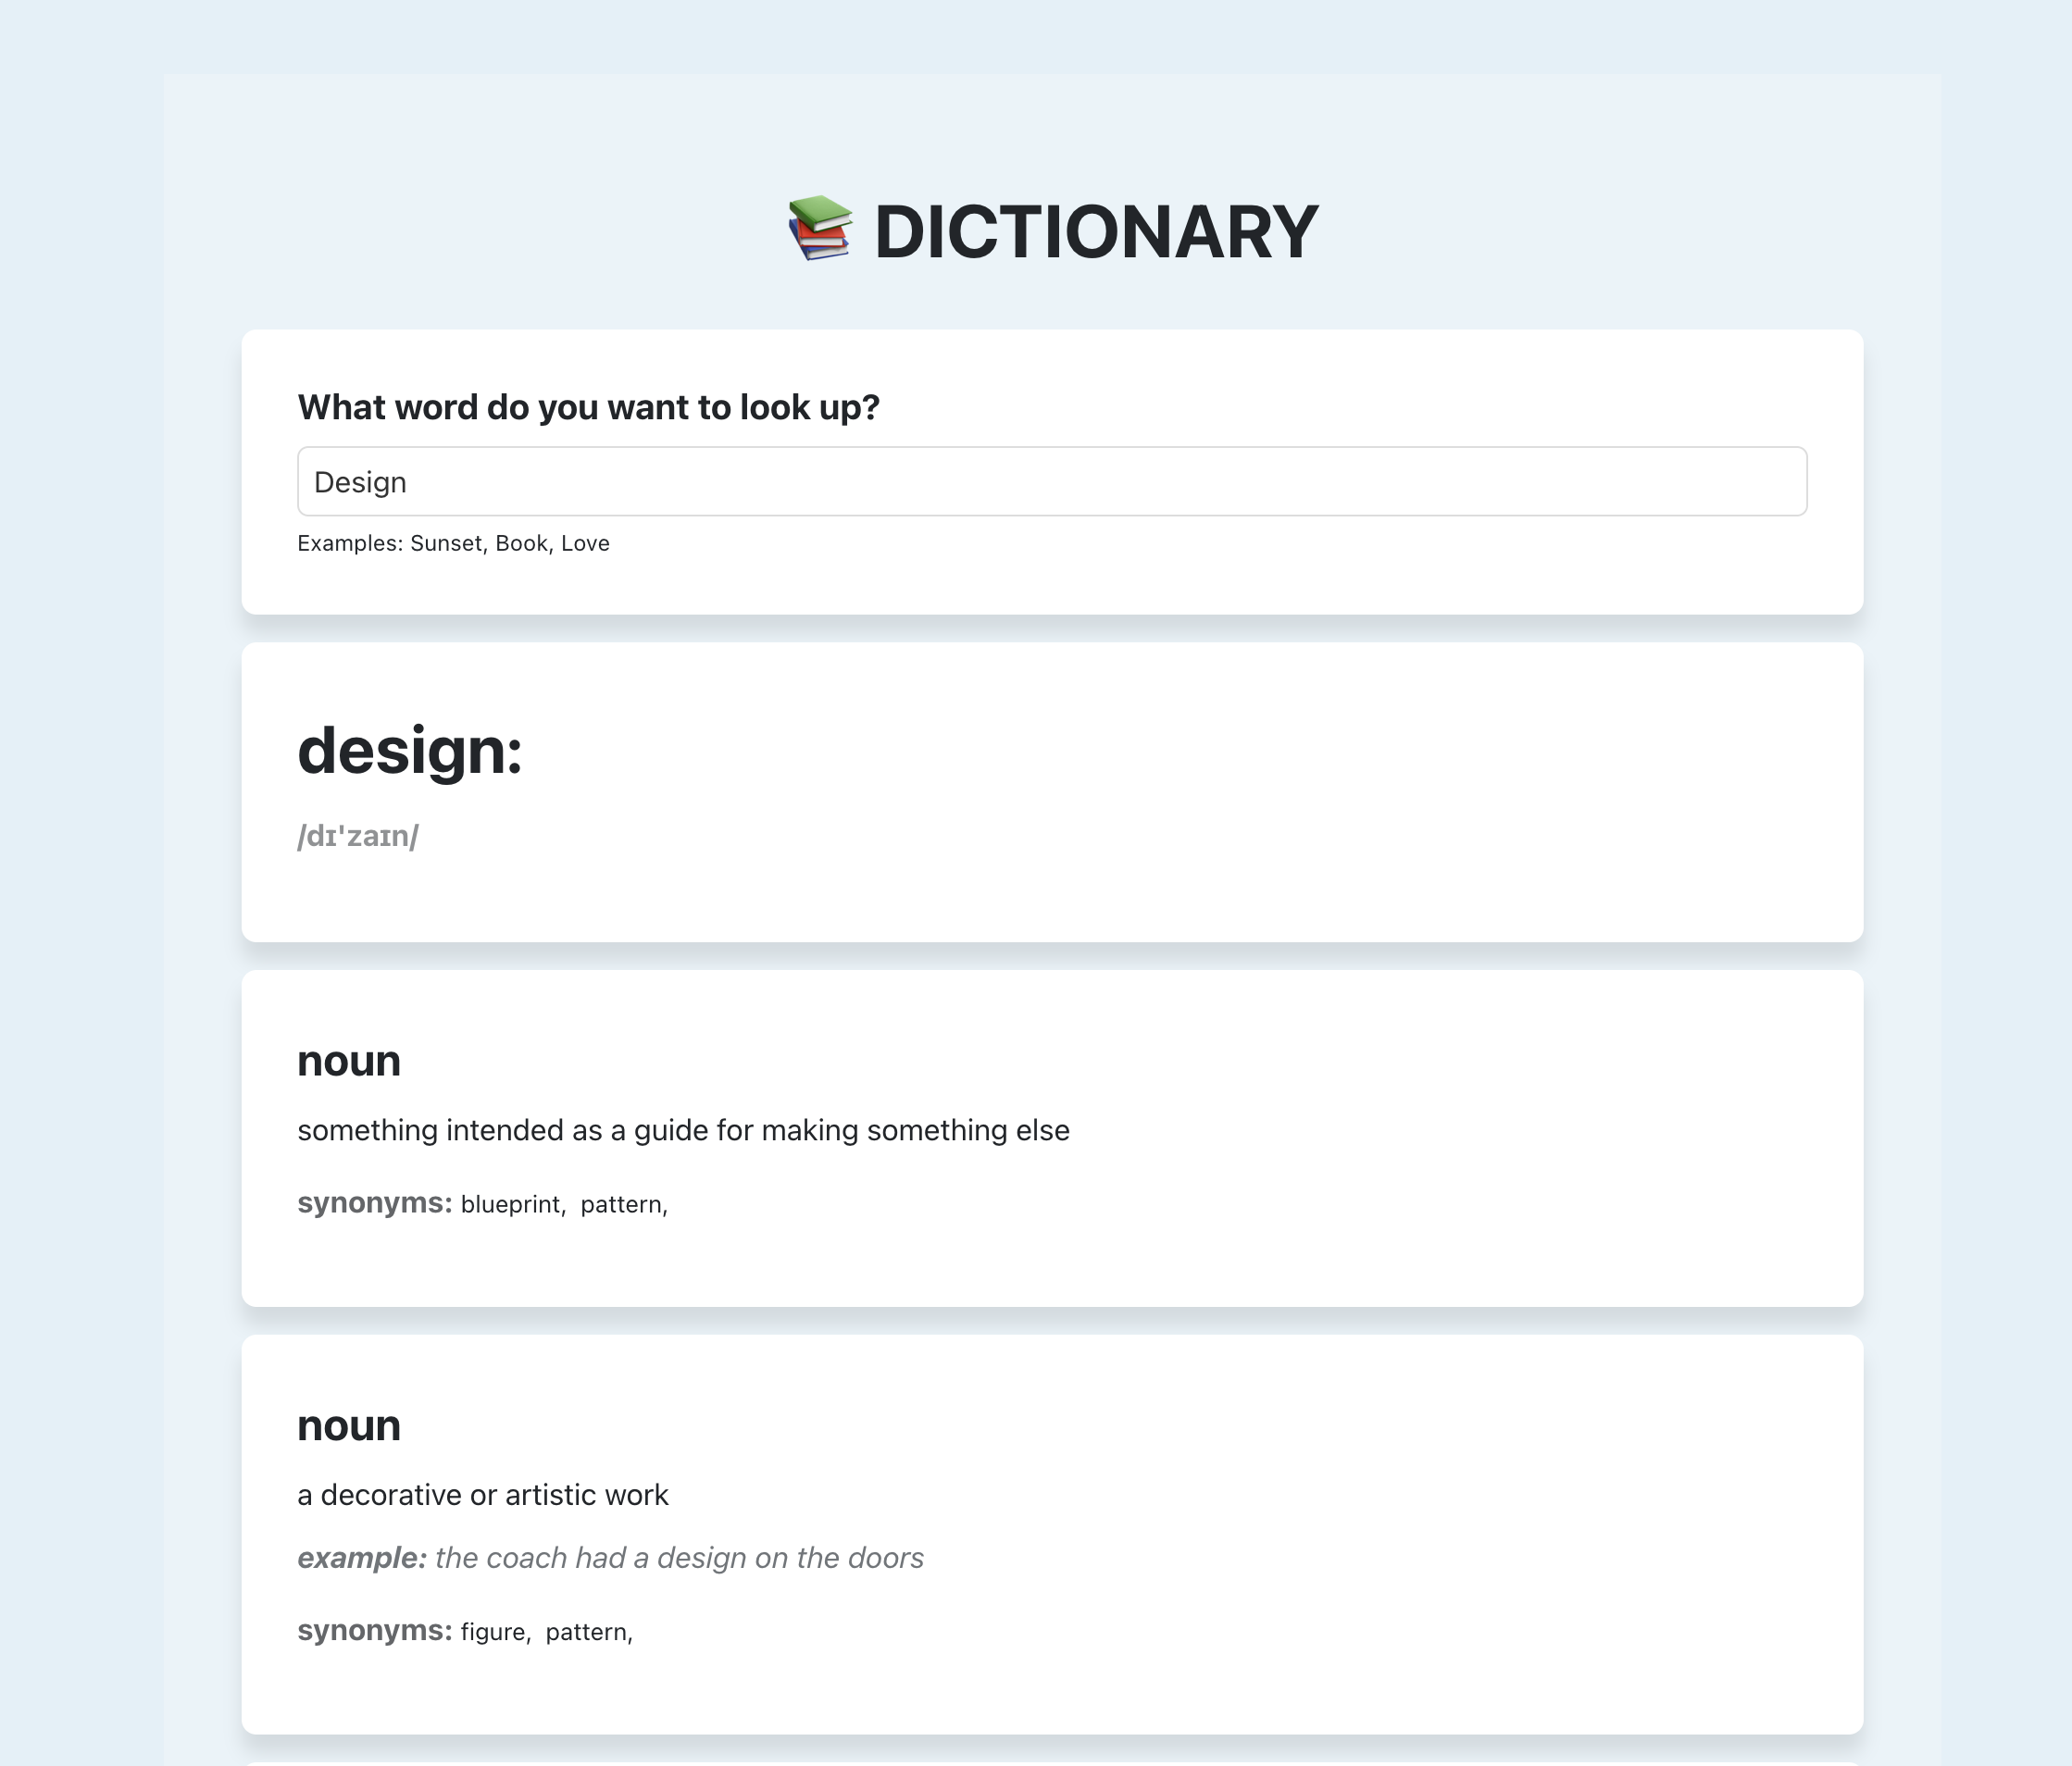 DICTIONARY
What word do you want to look up?
Design
Examples: Sunset, Book, Love
design:
/dɪ'zaɪn/
noun
something intended as a guide for making something else
synonyms: blueprint, pattern,
noun
a decorative or artistic work
example: the coach had a design on the doors
synonyms: figure, pattern,